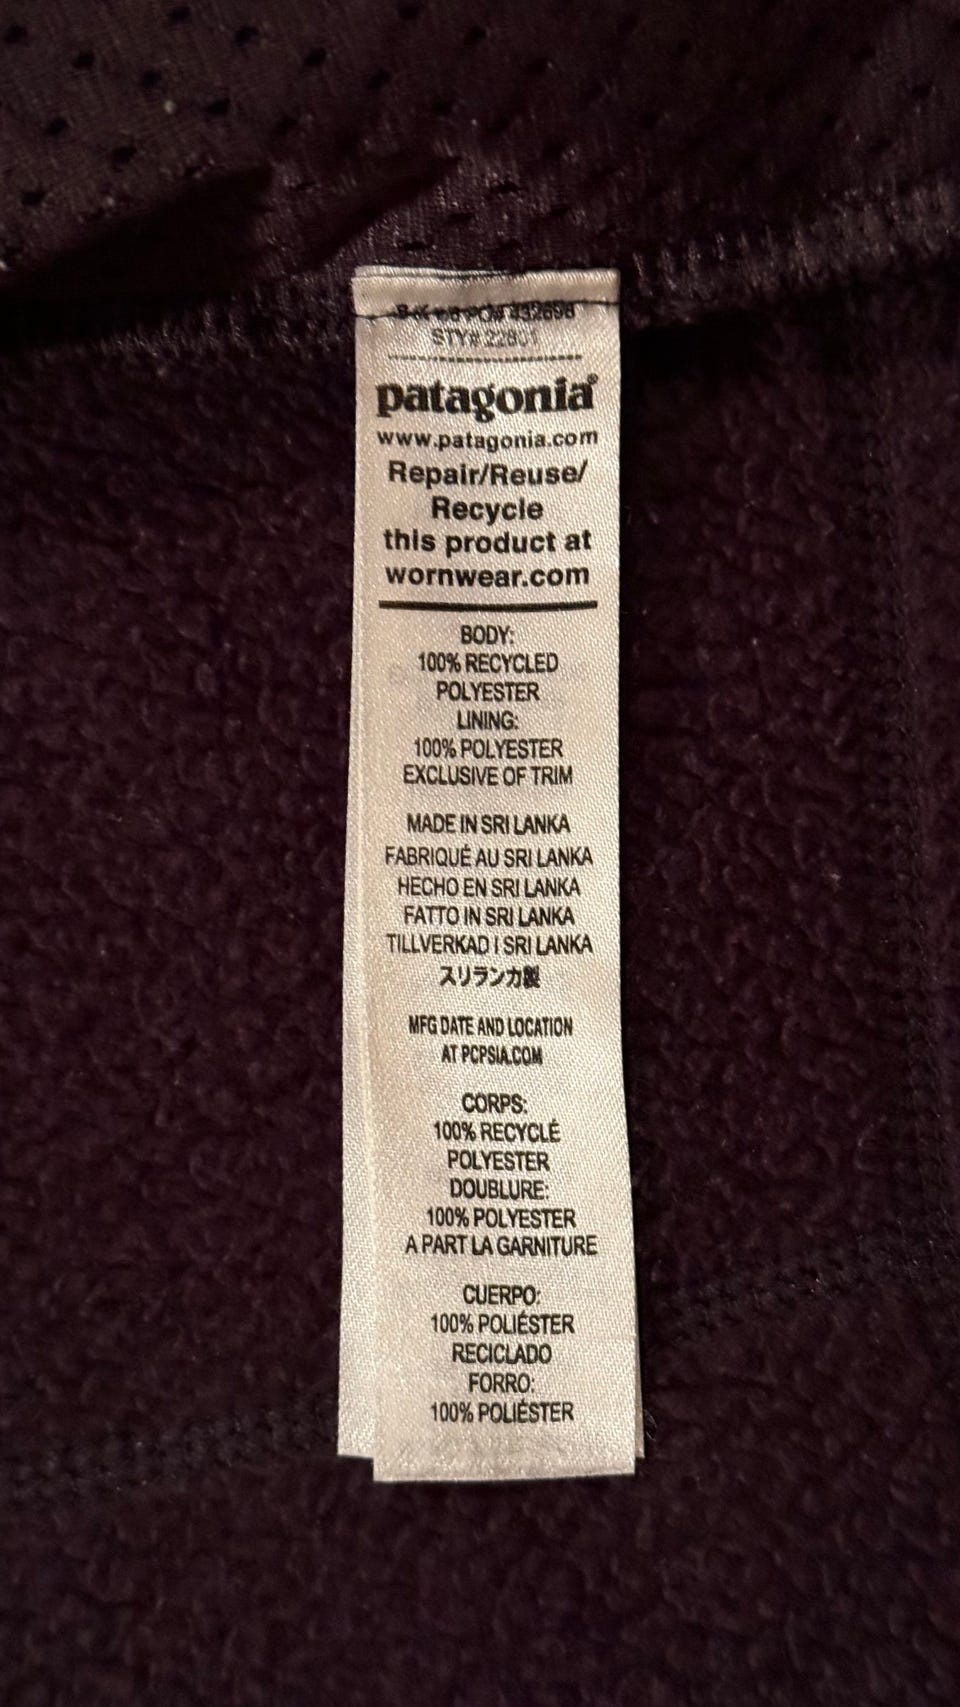 STY# 22801
patagonia®
www.patagonia.com
Repair/Reuse/
Recycle
this product at
wornwear.com
BODY:
100% RECYCLED
POLYESTER
LINING:
100% POLYESTER
EXCLUSIVE OF TRIM
MADE IN SRI LANKA
FABRIQUÉ AU SRI LANKA
HECHO EN SRI LANKA
FATTO IN SRI LANKA
TILLVERKAD I SRI LANKA
スリランカ製
MFG DATE AND LOCATION
AT PCPSIA.COM
CORPS:
100% RECYCLÉ
POLYESTER
DOUBLURE:
100% POLYESTER
A PART LA GARNITURE
CUERPO:
100% POLIÉSTER
RECICLADO
FORRO:
100% POLIÉSTER